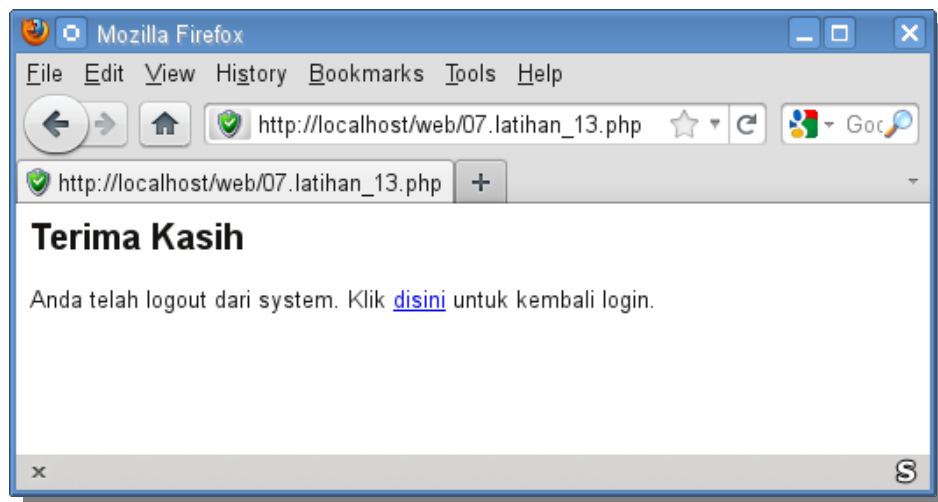 Mozilla Firefox
File Edit View History Bookmarks Tools Help
http://localhost/web/07.latihan_13.php
http://localhost/web/07.latihan_13.php +
Terima Kasih
Anda telah logout dari system. Klik disini untuk kembali login.
x S